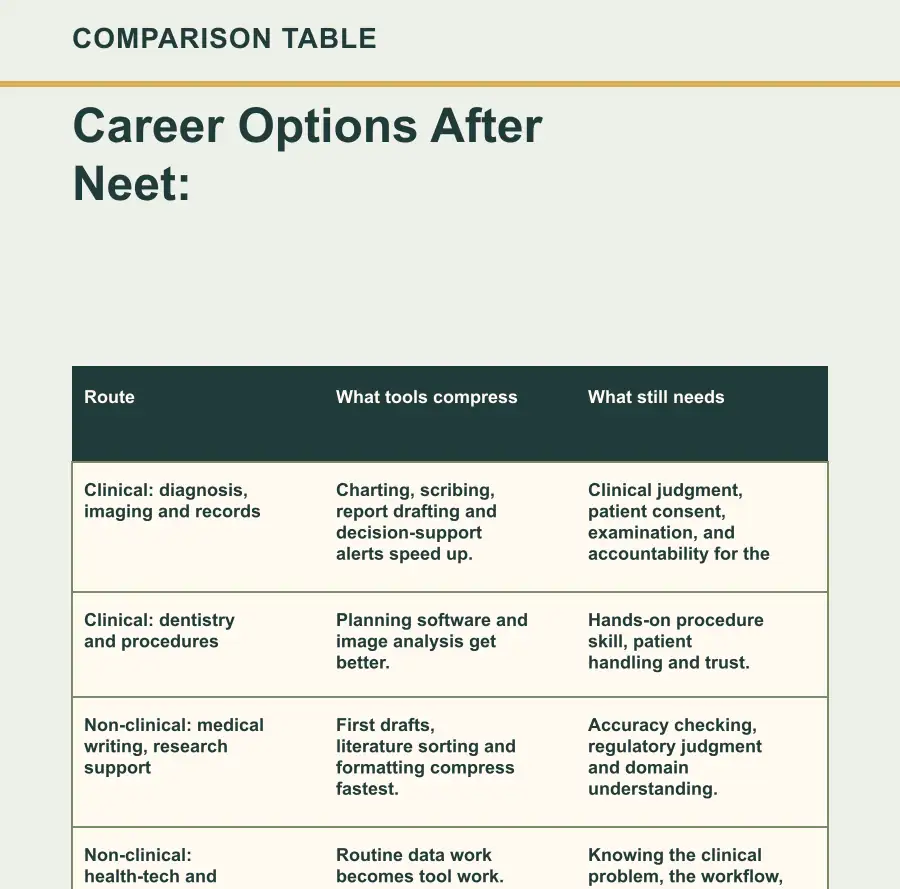 COMPARISON TABLE
Career Options After
Neet:
Route
What tools compress
What still needs
Clinical: diagnosis,
imaging and records
Charting, scribing,
report drafting and
decision-support
alerts speed up.
Clinical judgment,
patient consent,
examination, and
accountability for the
Clinical: dentistry
and procedures
Planning software and
image analysis get
better.
Hands-on procedure
skill, patient
handling and trust.
Non-clinical: medical
writing, research
support
First drafts,
literature sorting and
formatting compress
fastest.
Accuracy checking,
regulatory judgment
and domain
understanding.
Non-clinical:
health-tech and
Routine data work
becomes tool work.
Knowing the clinical
problem, the workflow,